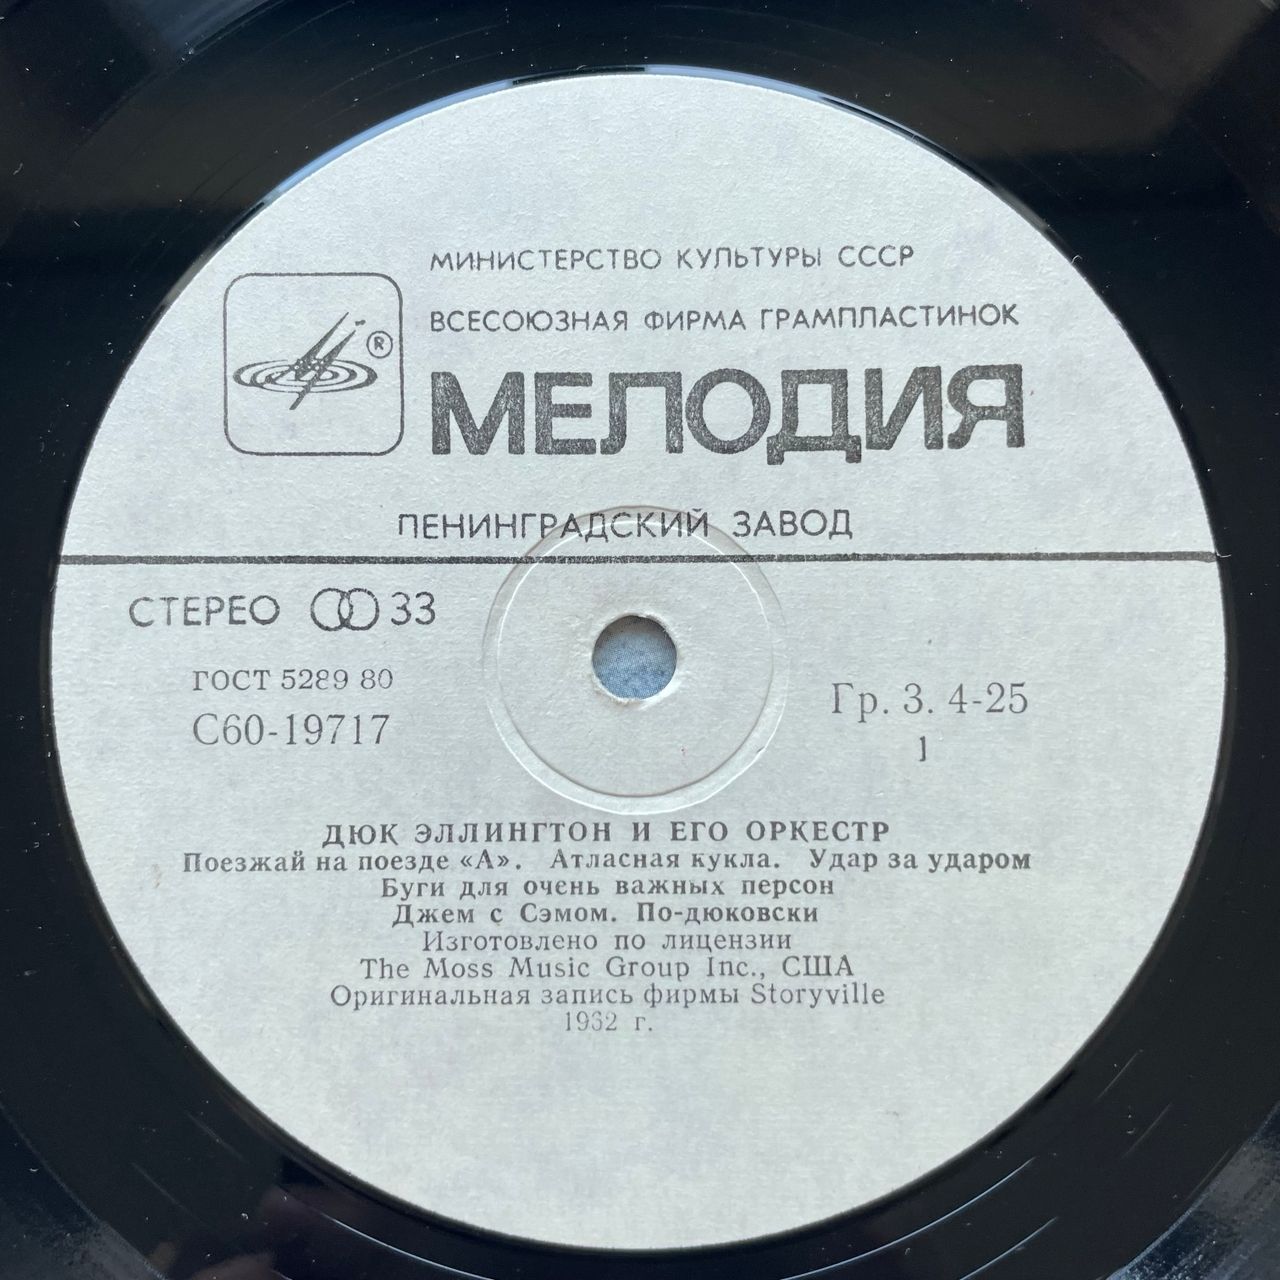 МИНИСТЕРСТВО КУЛЬТУРЫ СССР
ВСЕСОЮЗНАЯ ФИРМА ГРАМПЛАСТИНОК
®
МЕЛОДИЯ
ЛЕНИНГРАДСКИЙ ЗАВОД
СТЕРЕО 33
ГОСТ 5289 80
С60-19717
Гр. 3. 4-25
1
ДЮК ЭЛЛИНГТОН И ЕГО ОРКЕСТР
Поезжай на поезде «А». Атласная кукла. Удар за ударом
Буги для очень важных персон
Джем с Сэмом. По-дюковски
Изготовлено по лицензии
The Moss Music Group Inc., США
Оригинальная запись фирмы Storyville
1962 г.